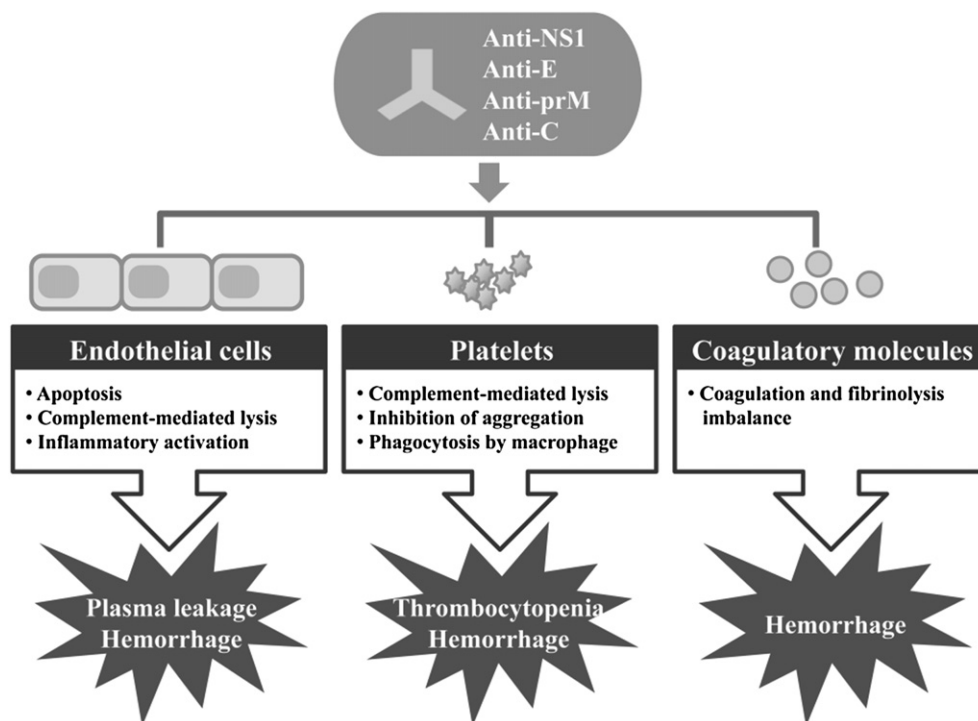 Anti-NS1
Anti-E
Anti-prM
Anti-C
Endothelial cells
• Apoptosis
• Complement-mediated lysis
• Inflammatory activation
Plasma leakage
Hemorrhage
Platelets
• Complement-mediated lysis
• Inhibition of aggregation
• Phagocytosis by macrophage
Thrombocytopenia
Hemorrhage
Coagulatory molecules
• Coagulation and fibrinolysis
imbalance
Hemorrhage